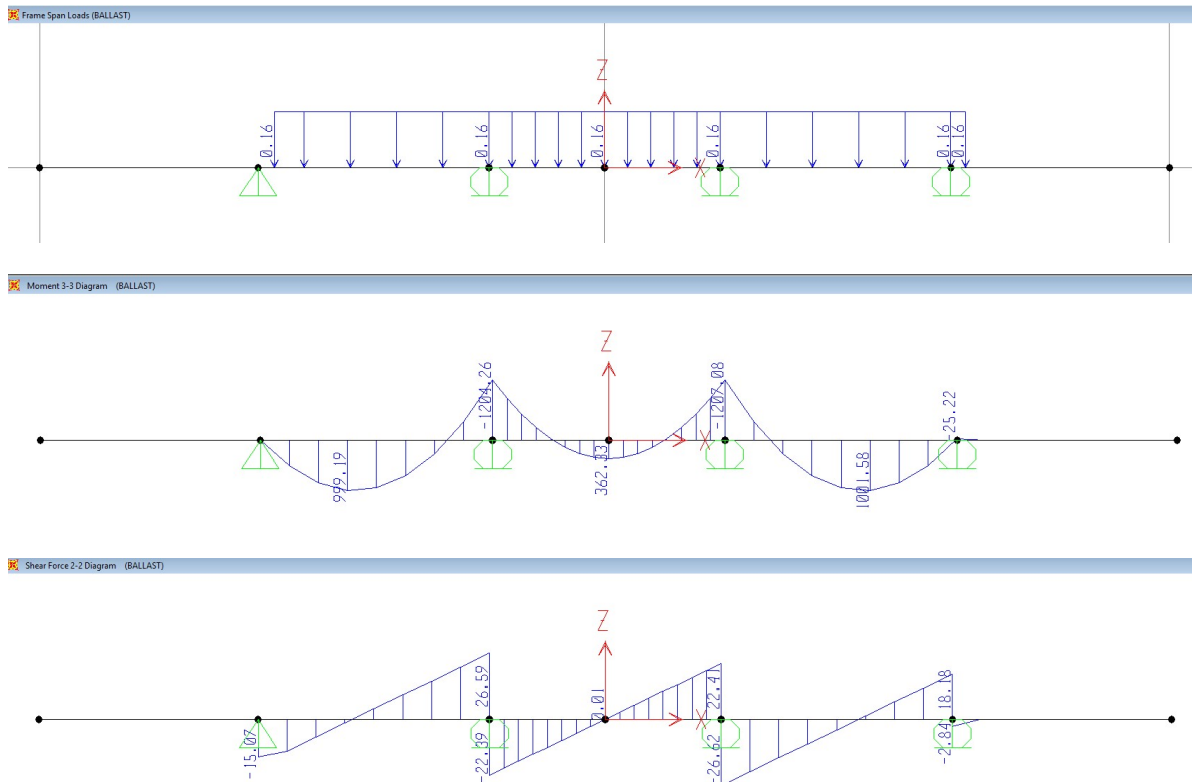 Frame Span Loads (BALLAST)
Z
0.16 0.16 0.16 0.16 0.16 0.16
X
Moment 3-3 Diagram (BALLAST)
Z
-1204.26 -1207.08 -25.22
X
999.19 362.33 1001.58
Shear Force 2-2 Diagram (BALLAST)
Z
26.59 0.01 22.41 18.18
X
-15.07 -22.39 -26.62 -2.84